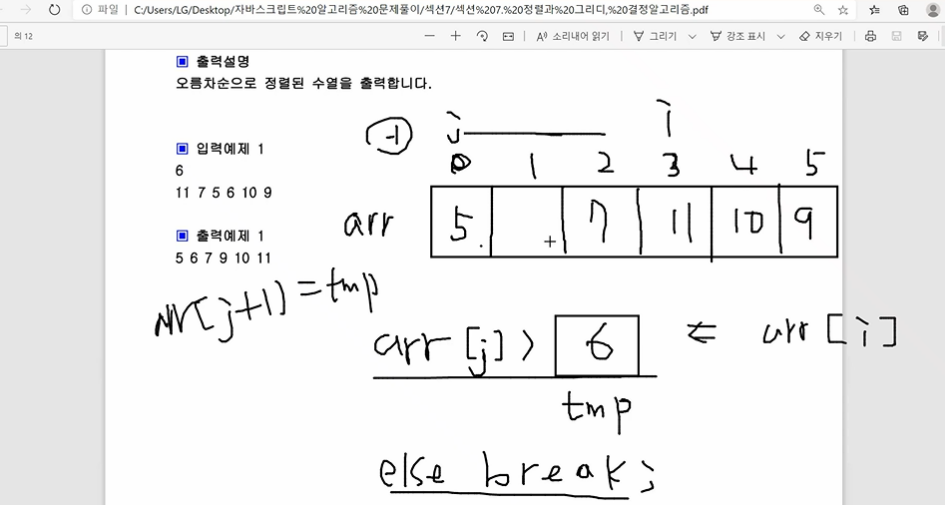 파일 | C:/Users/LG/Desktop/자바스크립트%20알고리즘%20문제풀이/섹션7/섹션%207.%20정렬과%20그리디,%20결정알고리즘.pdf
의 12
소리내어 읽기 | 그리기 강조 표시 지우기
출력설명
오름차순으로 정렬된 수열을 출력합니다.
-1 j i
입력예제 1
0 1 2 3 4 5
6
11 7 5 6 10 9
arr 5 7 11 10 9
출력예제 1
5 6 7 9 10 11
arr[j+1) = tmp
arr [j] > 6 ⇐ arr [i]
tmp
else break;